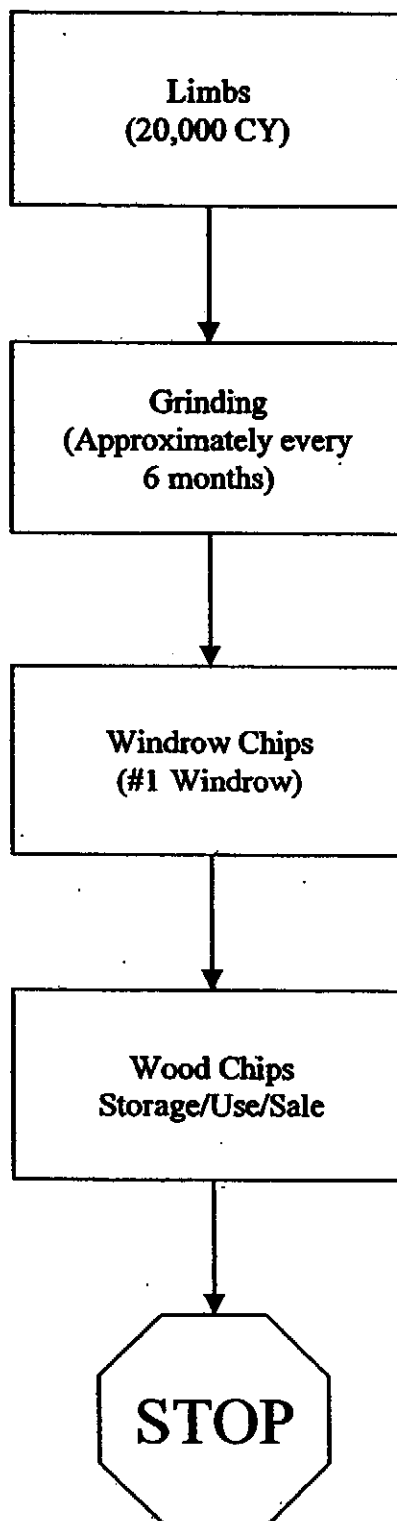 Limbs
(20,000 CY)
Grinding
(Approximately every
6 months)
Windrow Chips
(#1 Windrow)
Wood Chips
Storage/Use/Sale
STOP